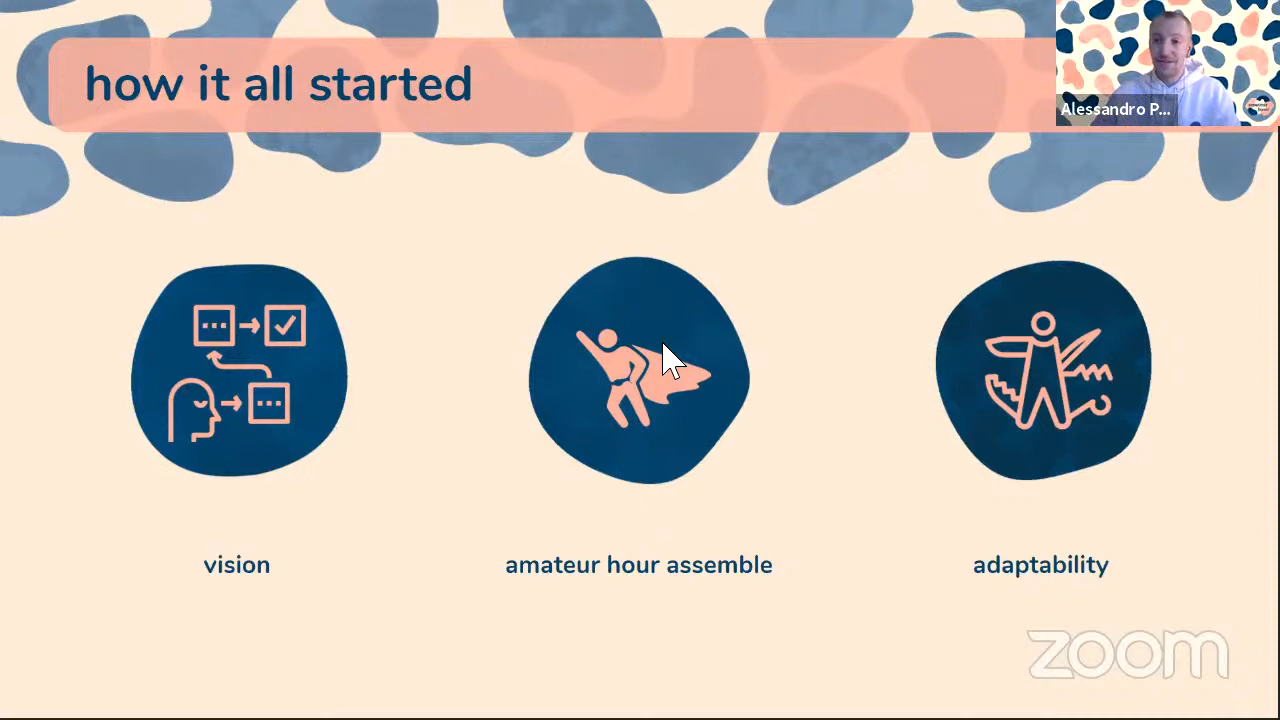 how it all started
Alessandro P...
vision
amateur hour assemble
adaptability
zoom